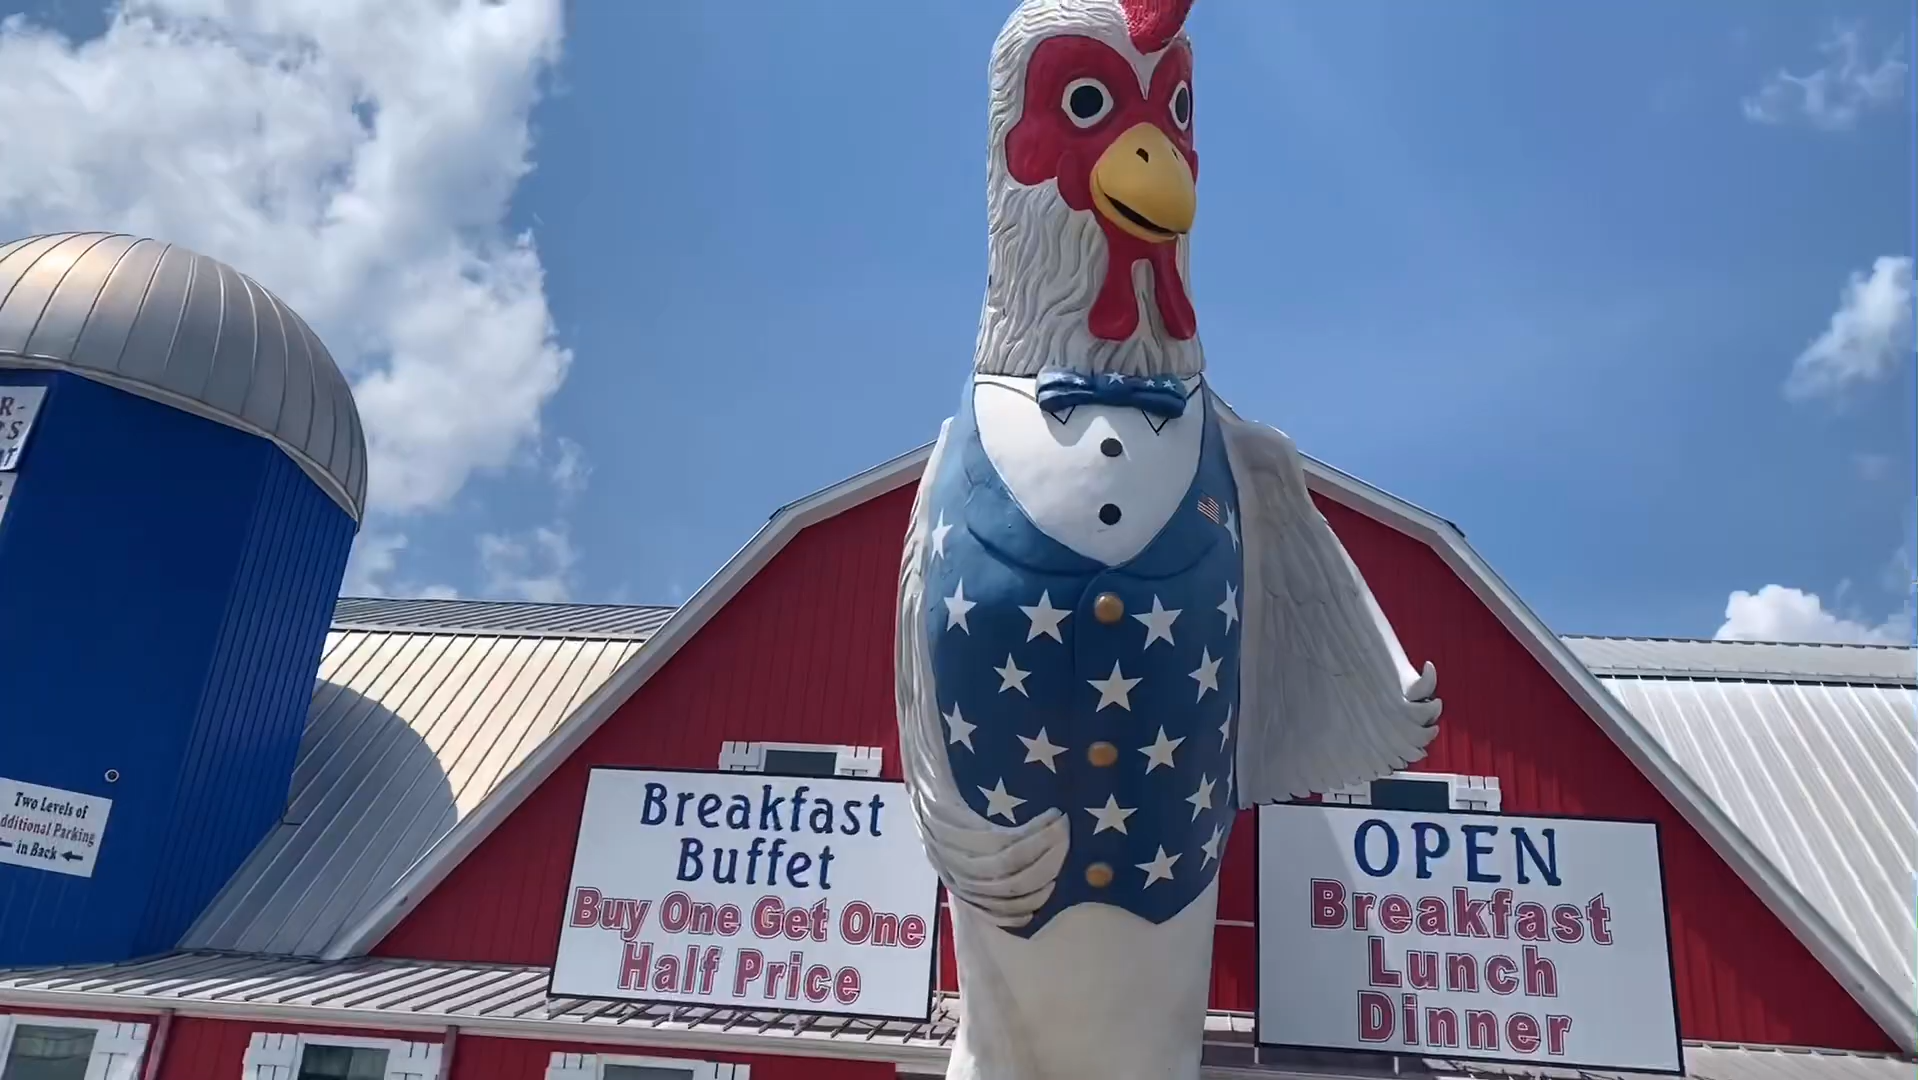 Two Levels of
dditional Parking
in Back
Breakfast
Buffet
Buy One Get One
Half Price
OPEN
Breakfast
Lunch
Dinner